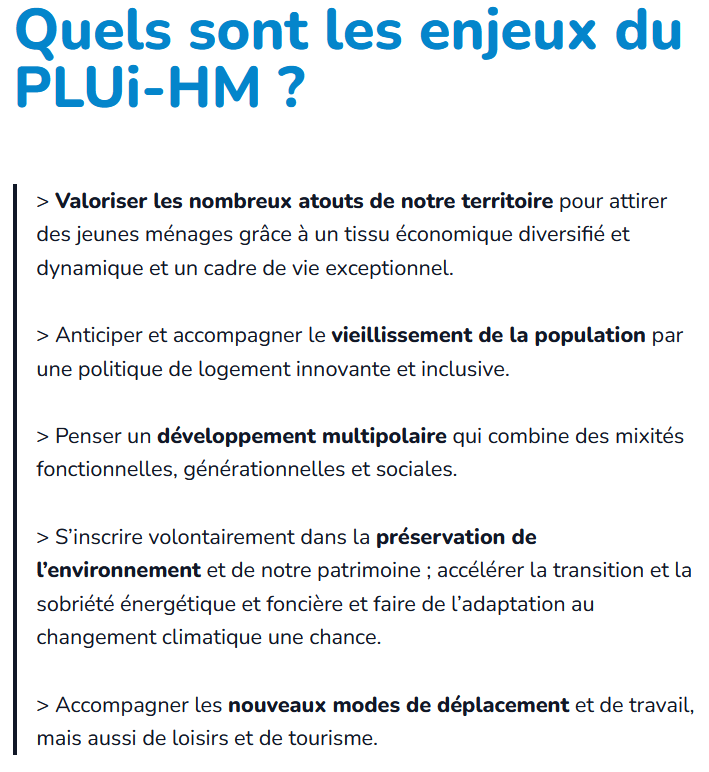 Quels sont les enjeux du
PLUi-HM ?
> Valoriser les nombreux atouts de notre territoire pour attirer
des jeunes ménages grâce à un tissu économique diversifié et
dynamique et un cadre de vie exceptionnel.
> Anticiper et accompagner le vieillissement de la population par
une politique de logement innovante et inclusive.
> Penser un développement multipolaire qui combine des mixités
fonctionnelles, générationnelles et sociales.
> S’inscrire volontairement dans la préservation de
l’environnement et de notre patrimoine ; accélérer la transition et la
sobriété énergétique et foncière et faire de l’adaptation au
changement climatique une chance.
> Accompagner les nouveaux modes de déplacement et de travail,
mais aussi de loisirs et de tourisme.